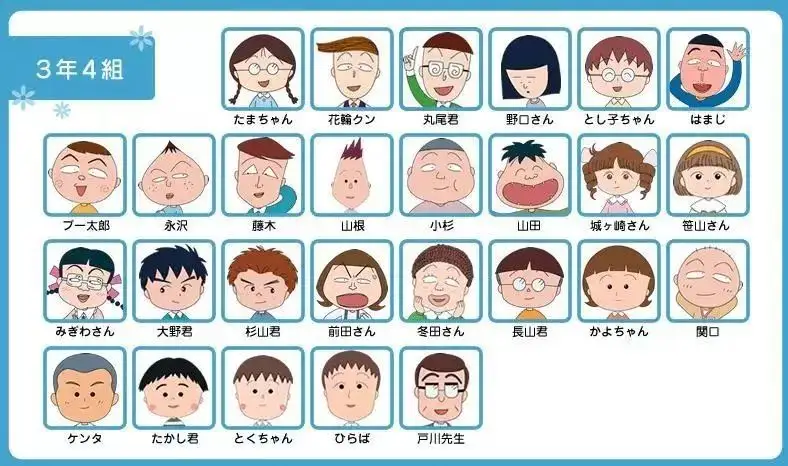 3年4組
たまちゃん 花輪クン 丸尾君 野口さん とし子ちゃん はまじ
ブー太郎 永沢 藤木 山根 小杉 山田 城ヶ崎さん 笹山さん
みぎわさん 大野君 杉山君 前田さん 冬田さん 長山君 かよちゃん 関口
ケンタ たかし君 とくちゃん ひらば 戸川先生